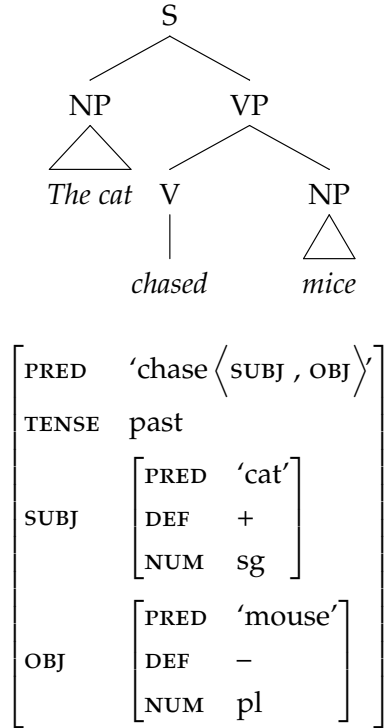 S
NP VP
The cat V NP
chased mice
PRED ‘chase⟨SUBJ , OBJ⟩’
TENSE past
PRED ‘cat’
SUBJ DEF +
NUM sg
PRED ‘mouse’
OBJ DEF –
NUM pl